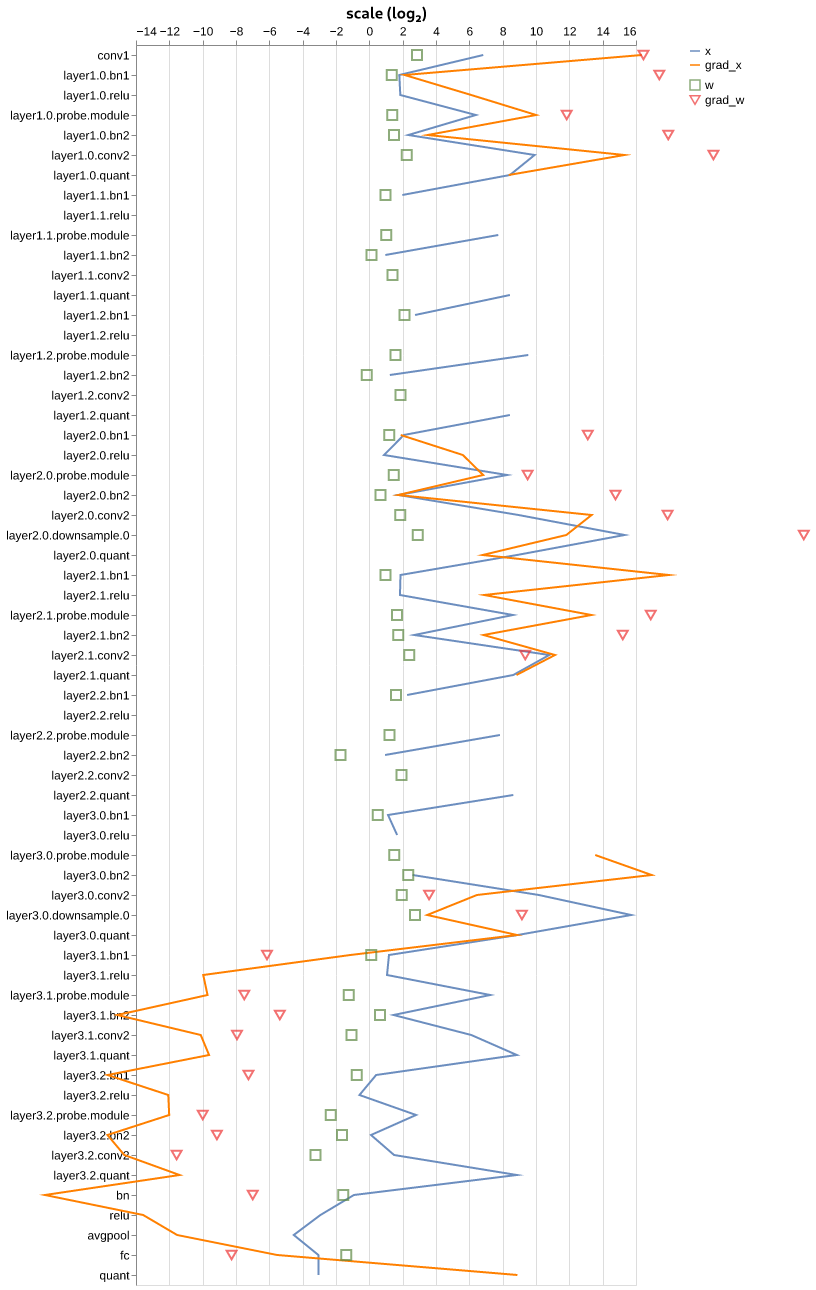 scale (log₂)
−14 −12 −10 −8 −6 −4 −2 0 2 4 6 8 10 12 14 16
conv1
layer1.0.bn1
layer1.0.relu
layer1.0.probe.module
layer1.0.bn2
layer1.0.conv2
layer1.0.quant
layer1.1.bn1
layer1.1.relu
layer1.1.probe.module
layer1.1.bn2
layer1.1.conv2
layer1.1.quant
layer1.2.bn1
layer1.2.relu
layer1.2.probe.module
layer1.2.bn2
layer1.2.conv2
layer1.2.quant
layer2.0.bn1
layer2.0.relu
layer2.0.probe.module
layer2.0.bn2
layer2.0.conv2
layer2.0.downsample.0
layer2.0.quant
layer2.1.bn1
layer2.1.relu
layer2.1.probe.module
layer2.1.bn2
layer2.1.conv2
layer2.1.quant
layer2.2.bn1
layer2.2.relu
layer2.2.probe.module
layer2.2.bn2
layer2.2.conv2
layer2.2.quant
layer3.0.bn1
layer3.0.relu
layer3.0.probe.module
layer3.0.bn2
layer3.0.conv2
layer3.0.downsample.0
layer3.0.quant
layer3.1.bn1
layer3.1.relu
layer3.1.probe.module
layer3.1.bn2
layer3.1.conv2
layer3.1.quant
layer3.2.bn1
layer3.2.relu
layer3.2.probe.module
layer3.2.bn2
layer3.2.conv2
layer3.2.quant
bn
relu
avgpool
fc
quant
x
grad_x
w
grad_w